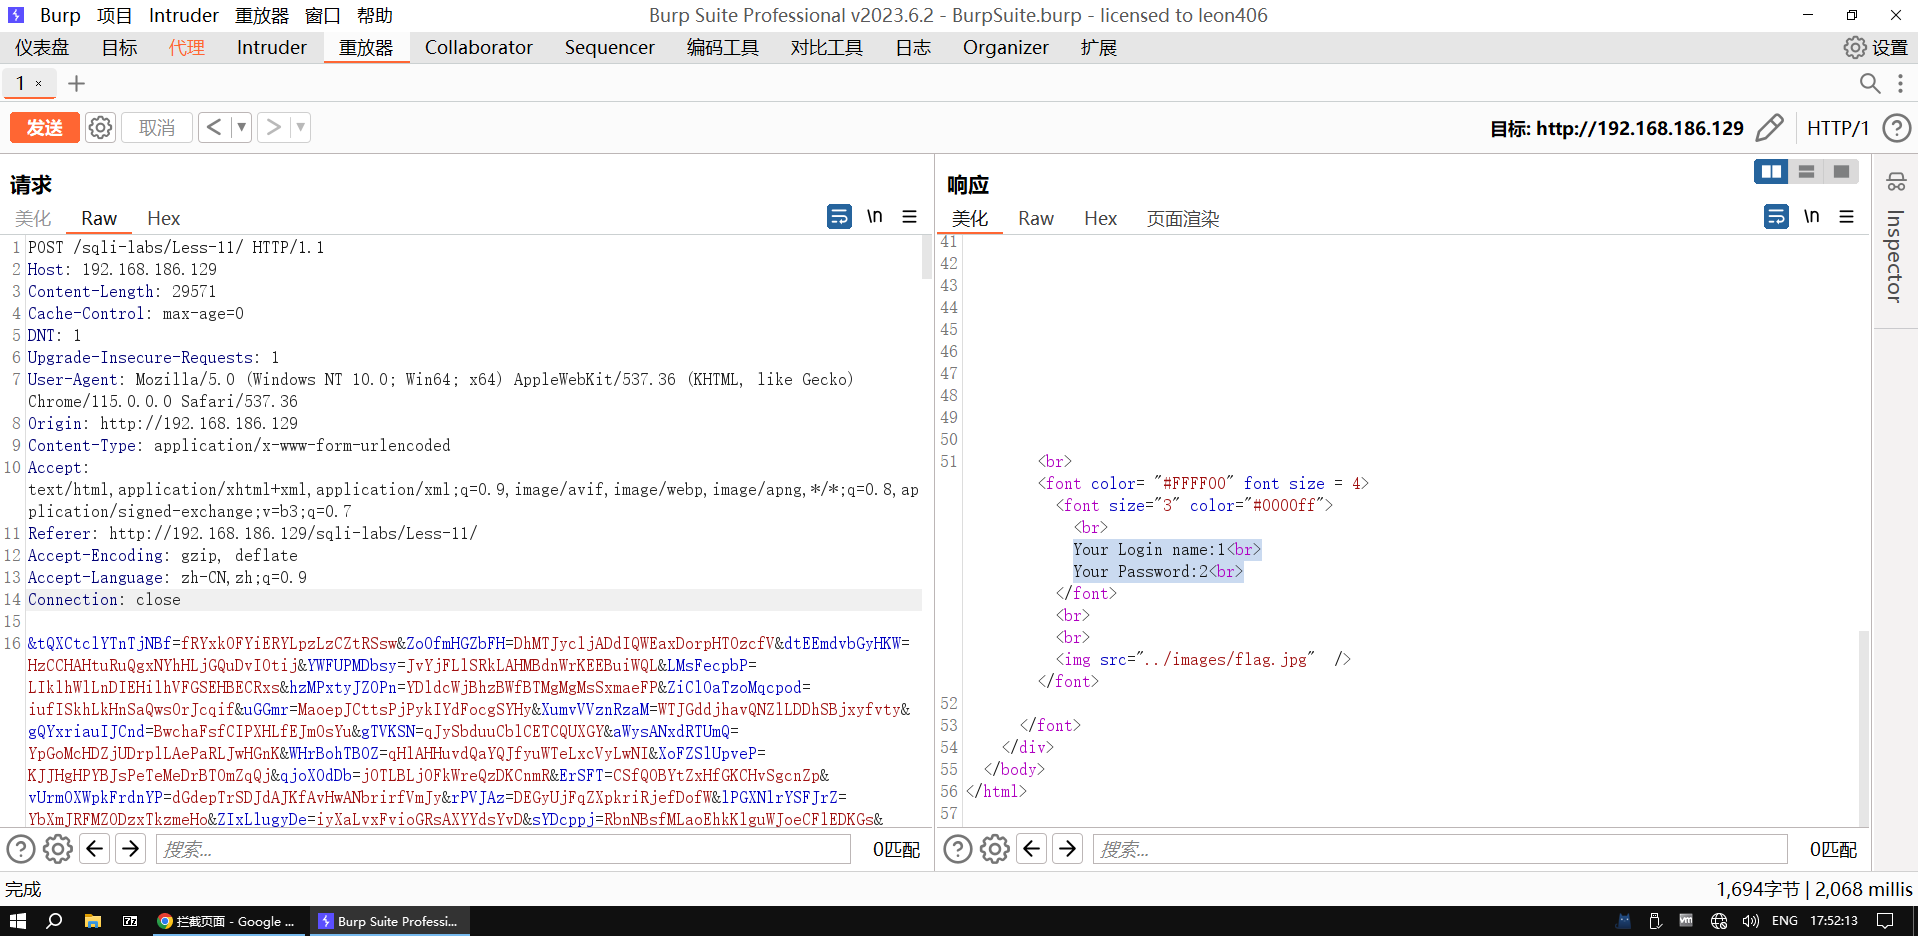 Burp 项目 Intruder 重放器 窗口 帮助
Burp Suite Professional v2023.6.2 - BurpSuite.burp - licensed to leon406
仪表盘 目标 代理 Intruder 重放器 Collaborator Sequencer 编码工具 对比工具 日志 Organizer 扩展 设置
1 × +
发送 取消 < ▼ > ▼
目标: http://192.168.186.129 HTTP/1 ?
请求
美化 Raw Hex \n
1 POST /sqli-labs/Less-11/ HTTP/1.1
2 Host: 192.168.186.129
3 Content-Length: 29571
4 Cache-Control: max-age=0
5 DNT: 1
6 Upgrade-Insecure-Requests: 1
7 User-Agent: Mozilla/5.0 (Windows NT 10.0; Win64; x64) AppleWebKit/537.36 (KHTML, like Gecko)
Chrome/115.0.0.0 Safari/537.36
8 Origin: http://192.168.186.129
9 Content-Type: application/x-www-form-urlencoded
10 Accept:
text/html,application/xhtml+xml,application/xml;q=0.9,image/avif,image/webp,image/apng,*/*;q=0.8,ap
plication/signed-exchange;v=b3;q=0.7
11 Referer: http://192.168.186.129/sqli-labs/Less-11/
12 Accept-Encoding: gzip, deflate
13 Accept-Language: zh-CN,zh;q=0.9
14 Connection: close
15
16 &tQXCtclYTnTjNBf=fRYxkOFYiERYLpzLzCZtRSsw&ZoOfmHGZbFH=DhMTJycljADdIQWEaxDorpHTOzcfV&dtEEmdvbGyHKW=
HzCCHAHtuRuQgxNYhHLjGQuDvIOtij&YWFUPMDbsy=JvYjFLlSRkLAHMBdnWrKEEBuiWQL&LMsFecpbP=
LIklhWlLnDIEHilhVFGSEHBECRxs&hzMPxtyJZOPn=YDldcWjBhzBWfBTMgMgMsSxmaeFP&ZiClOaTzoMqcpod=
iufISkhLkHnSaQwsOrJcqif&uGGmr=MaoepJCttsPjPykIYdFocgSYHy&XumvVVznRzaM=WTJGddjhavQNZlLDDhSBjxyfvty&
gQYxriauIJCnd=BwchaFsfCIPXHLfEJmOsYu&gTVKSN=qJySbduuCblCETCQUXGY&aWysANxdRTUmQ=
YpGoMcHDZjUDrplLAePaRLJwHGnK&WHrBohTBOZ=qHlAHHuvdQaYQJfyuWTeLxcVyLwNI&XoFZSlUpveP=
KJJHgHPYBJsPeTeMeDrBTOmZqQj&qjoXOdDb=jOTLBLjOFkWreQzDKCnmR&ErSFT=CSfQOBYtZxHfGKCHvSgcnZp&
vUrmOXWpkFrdnYP=dGdepTrSDJdAJKfAvHwANbrirfVmJy&rPVJAz=DEGyUjFqZXpkriRjefDofW&lPGXNlrYSFJrZ=
YbXmJRFMZODzxTkzmeHo&ZIxLlugyDe=iyXaLvxFvioGRsAXYYdsYvD&sYDcppj=RbnNBsfMLaoEhkKlguWJoeCFlEDKGs&
? 搜索... 0匹配
响应
美化 Raw Hex 页面渲染 \n
41
42
43
44
45
46
47
48
49
50
51 <br>
<font color= "#FFFF00" font size = 4>
<font size="3" color="#0000ff">
<br>
Your Login name:1<br>
Your Password:2<br>
</font>
<br>
<br>
<img src="../images/flag.jpg" />
</font>
52
53 </font>
54 </div>
55 </body>
56 </html>
57
? 搜索... 0匹配
Inspector
完成 1,694字节 | 2,068 millis
拦截页面 - Google ... Burp Suite Professi... ENG 17:52:13